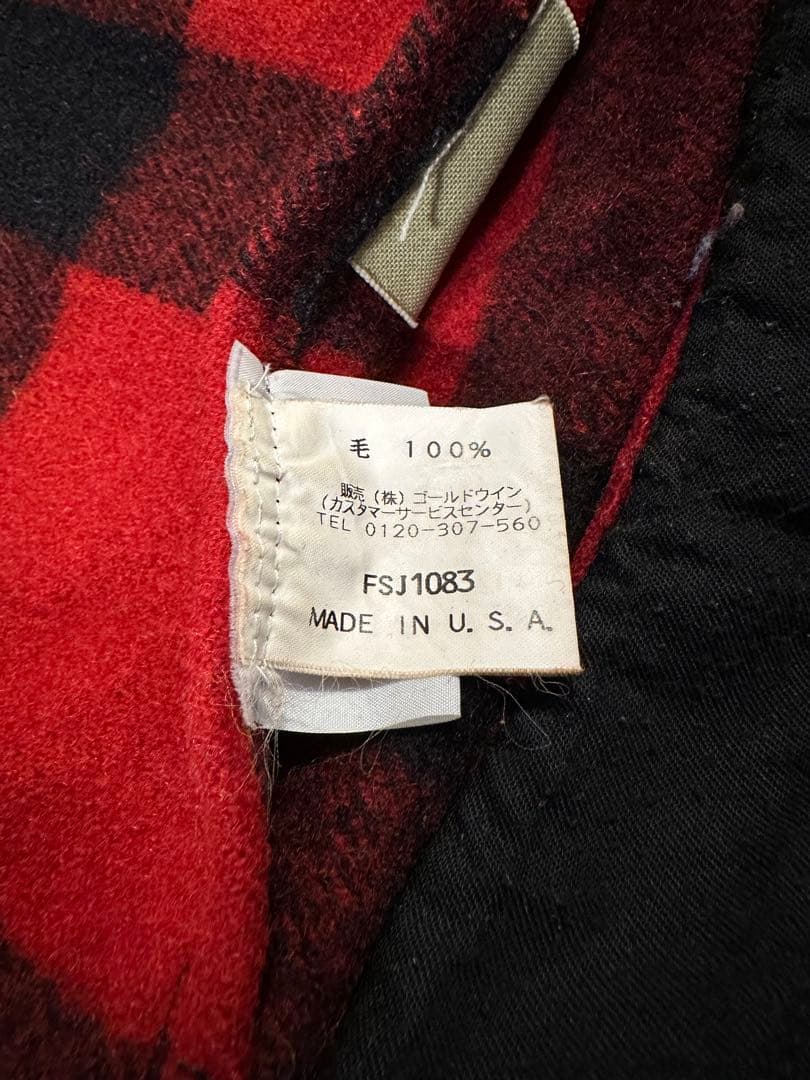 毛 100%
販売(株)ゴールドウイン
(カスタマーサービスセンター)
TEL 0120-307-560
FSJ1083
MADE IN U.S.A.